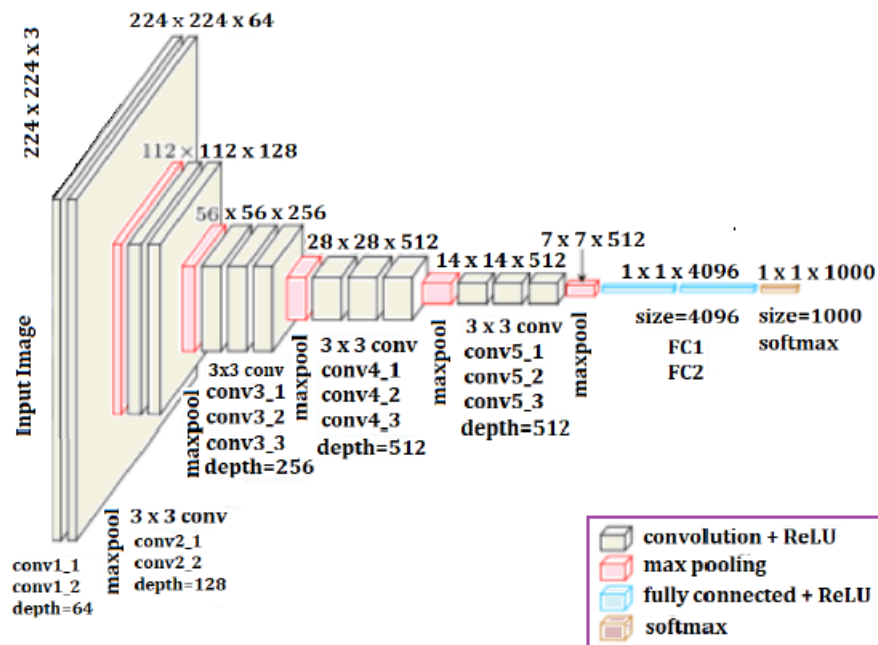 224 x 224 x 3
224 x 224 x 64
112 x 112 x 128
56 x 56 x 256
28 x 28 x 512
14 x 14 x 512
7 x 7 x 512
1 x 1 x 4096
1 x 1 x 1000
Input Image
conv1_1
conv1_2
depth=64
maxpool
3 x 3 conv
conv2_1
conv2_2
depth=128
maxpool
3x3 conv
conv3_1
conv3_2
conv3_3
depth=256
maxpool
3 x 3 conv
conv4_1
conv4_2
conv4_3
depth=512
maxpool
3 x 3 conv
conv5_1
conv5_2
conv5_3
depth=512
maxpool
size=4096
FC1
FC2
size=1000
softmax
convolution + ReLU
max pooling
fully connected + ReLU
softmax